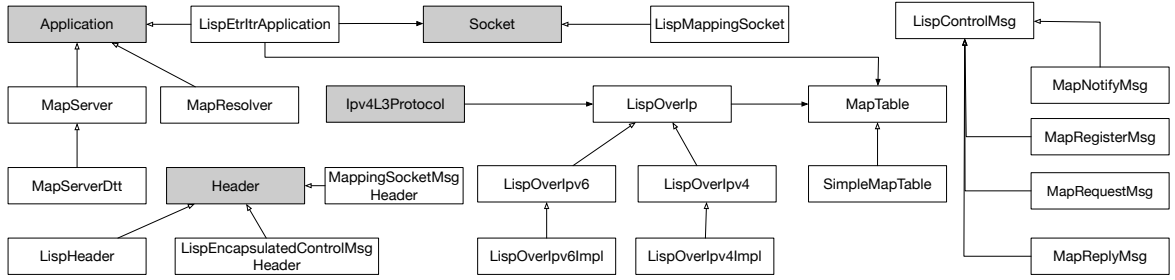 Application
LispEtrItrApplication
Socket
LispMappingSocket
LispControlMsg
MapServer
MapResolver
Ipv4L3Protocol
LispOverIp
MapTable
MapNotifyMsg
MapRegisterMsg
MapServerDtt
Header
MappingSocketMsg
Header
LispOverIpv6
LispOverIpv4
SimpleMapTable
MapRequestMsg
LispHeader
LispEncapsulatedControlMsg
Header
LispOverIpv6Impl
LispOverIpv4Impl
MapReplyMsg